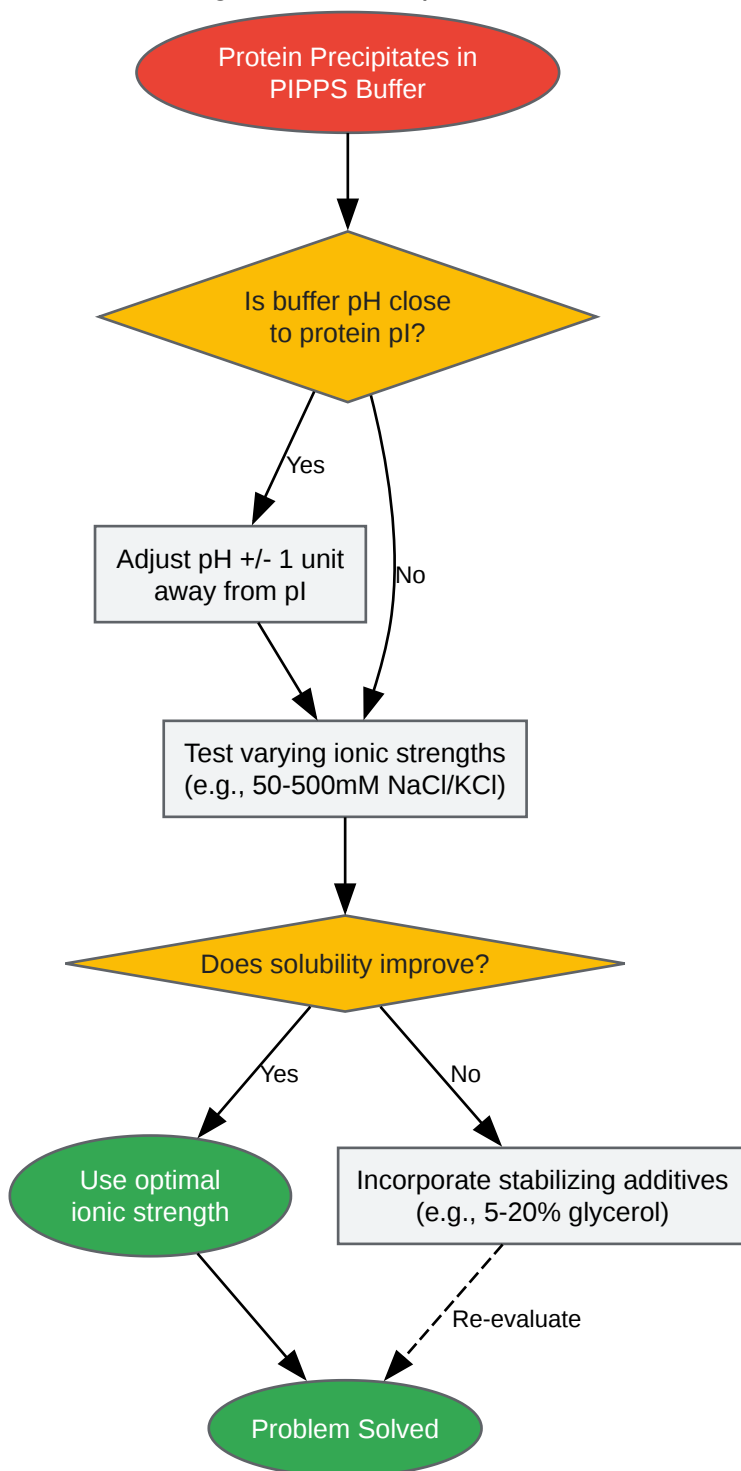 Protein Precipitates in
PIPPS Buffer
Is buffer pH close
to protein pI?
Yes
No
Adjust pH +/- 1 unit
away from pI
Test varying ionic strengths
(e.g., 50-500mM NaCl/KCl)
Does solubility improve?
Yes
No
Use optimal
ionic strength
Incorporate stabilizing additives
(e.g., 5-20% glycerol)
Re-evaluate
Problem Solved